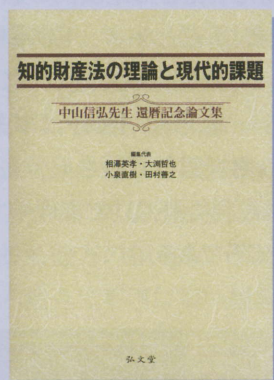 知的財産法の理論と現代的課題
中山信弘先生 還暦記念論文集
編集代表
相澤英孝・大渕哲也
小泉直樹・田村善之
弘文堂